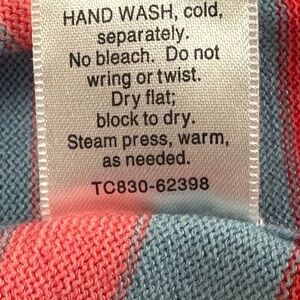 HAND WASH, cold,
separately.
No bleach. Do not
wring or twist.
Dry flat;
block to dry.
Steam press, warm,
as needed.
TC830-62398